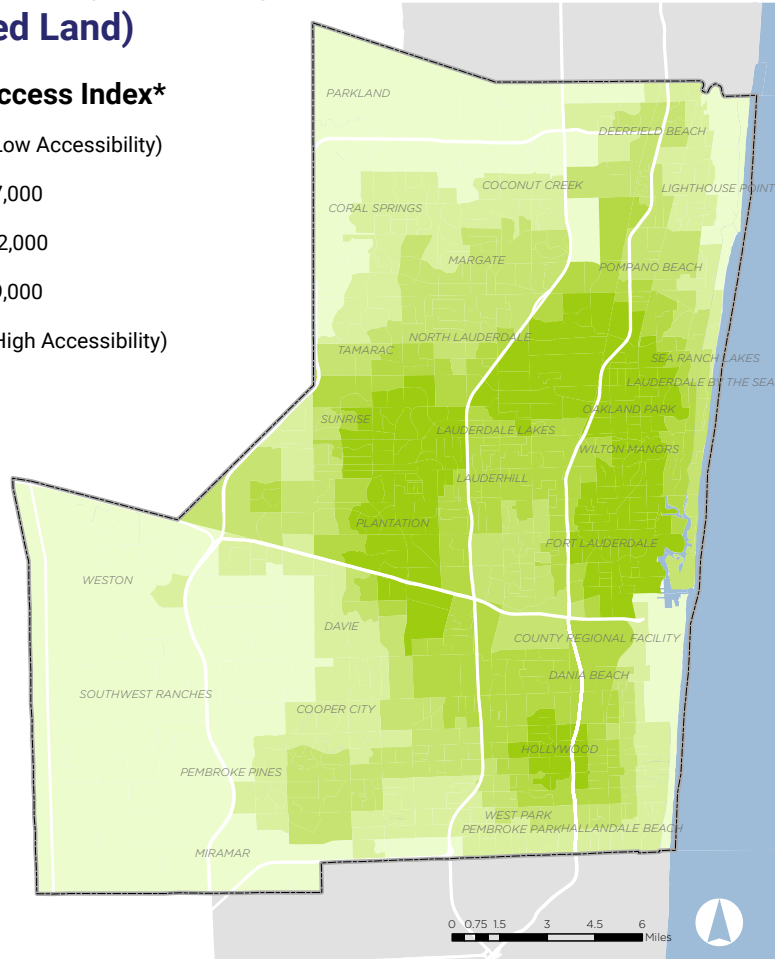 ed Land)
ccess Index*
Low Accessibility)
7,000
2,000
9,000
High Accessibility)
PARKLAND
DEERFIELD BEACH
COCONUT CREEK
LIGHTHOUSE POINT
CORAL SPRINGS
MARGATE
POMPANO BEACH
NORTH LAUDERDALE
TAMARAC
SEA RANCH LAKES
LAUDERDALE BY THE SEA
OAKLAND PARK
SUNRISE
LAUDERDALE LAKES
WILTON MANORS
LAUDERHILL
PLANTATION
FORT LAUDERDALE
WESTON
DAVIE
COUNTY REGIONAL FACILITY
DANIA BEACH
SOUTHWEST RANCHES
COOPER CITY
HOLLYWOOD
PEMBROKE PINES
WEST PARK
PEMBROKE PARK
HALLANDALE BEACH
MIRAMAR
0 0.75 1.5 3 4.5 6
Miles